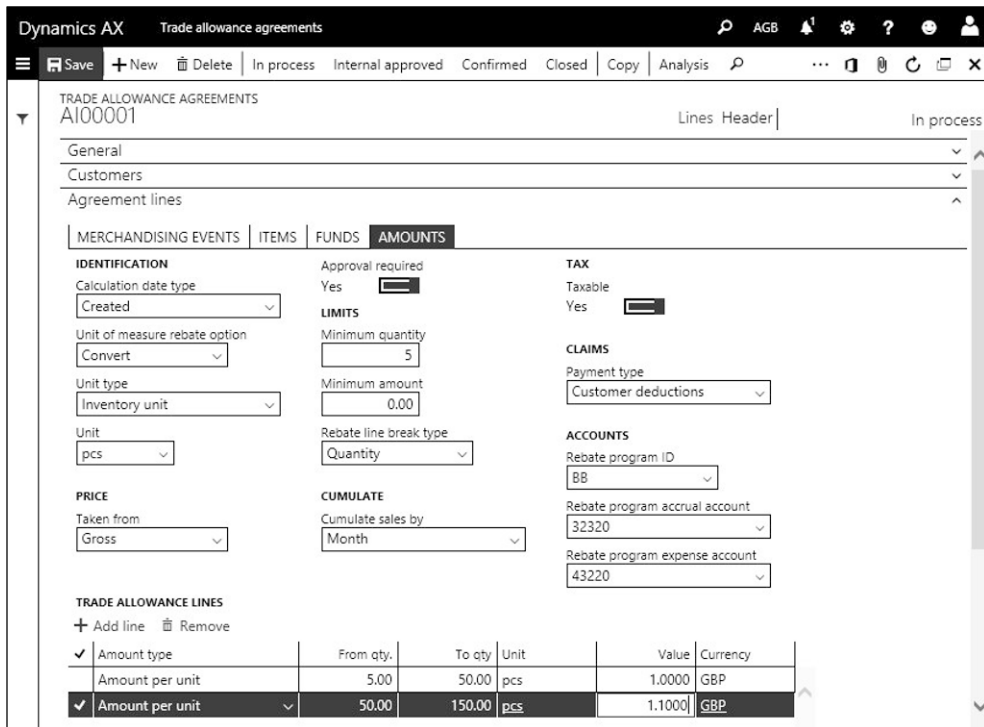 Dynamics AX Trade allowance agreements AGB 1 ?
Save + New Delete In process Internal approved Confirmed Closed Copy Analysis ...
TRADE ALLOWANCE AGREEMENTS
AI00001
Lines Header In process
General
Customers
Agreement lines
MERCHANDISING EVENTS ITEMS FUNDS AMOUNTS
IDENTIFICATION Approval required TAX
Calculation date type Yes Taxable
Created LIMITS Yes
Unit of measure rebate option Minimum quantity CLAIMS
Convert 5 Payment type
Unit type Minimum amount Customer deductions
Inventory unit 0.00
Unit Rebate line break type ACCOUNTS
pcs Quantity Rebate program ID
BB
PRICE CUMULATE Rebate program accrual account
Taken from Cumulate sales by 32320
Gross Month Rebate program expense account
43220
TRADE ALLOWANCE LINES
+ Add line Remove
Amount type From qty. To qty Unit Value Currency
Amount per unit 5.00 50.00 pcs 1.0000 GBP
Amount per unit 50.00 150.00 pcs 1.1000 GBP